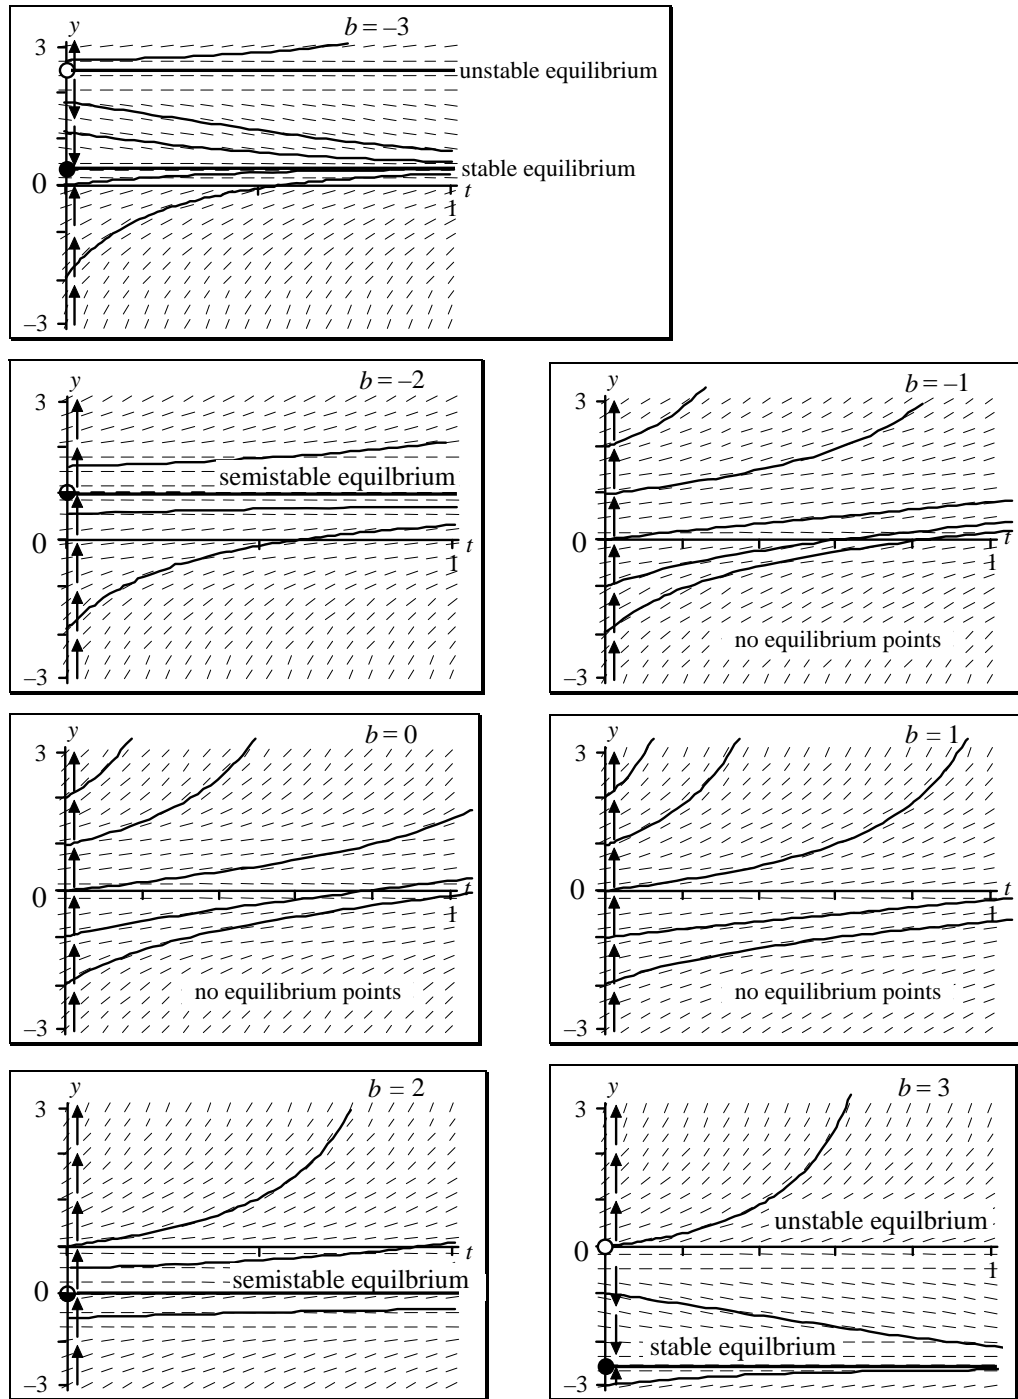 y
b = –3
3
unstable equilibrium
stable equilibrium
0
t
1
–3
y
b = –2
3
semistable equilbrium
0
t
1
–3
y
b = –1
3
0
t
1
no equilibrium points
–3
y
b = 0
3
0
t
1
no equilibrium points
–3
y
b = 1
3
0
t
1
no equilibrium points
–3
y
b = 2
3
t
semistable equilbrium
0
1
–3
y
b = 3
3
unstable equilbrium
0
t
1
stable equilbrium
–3